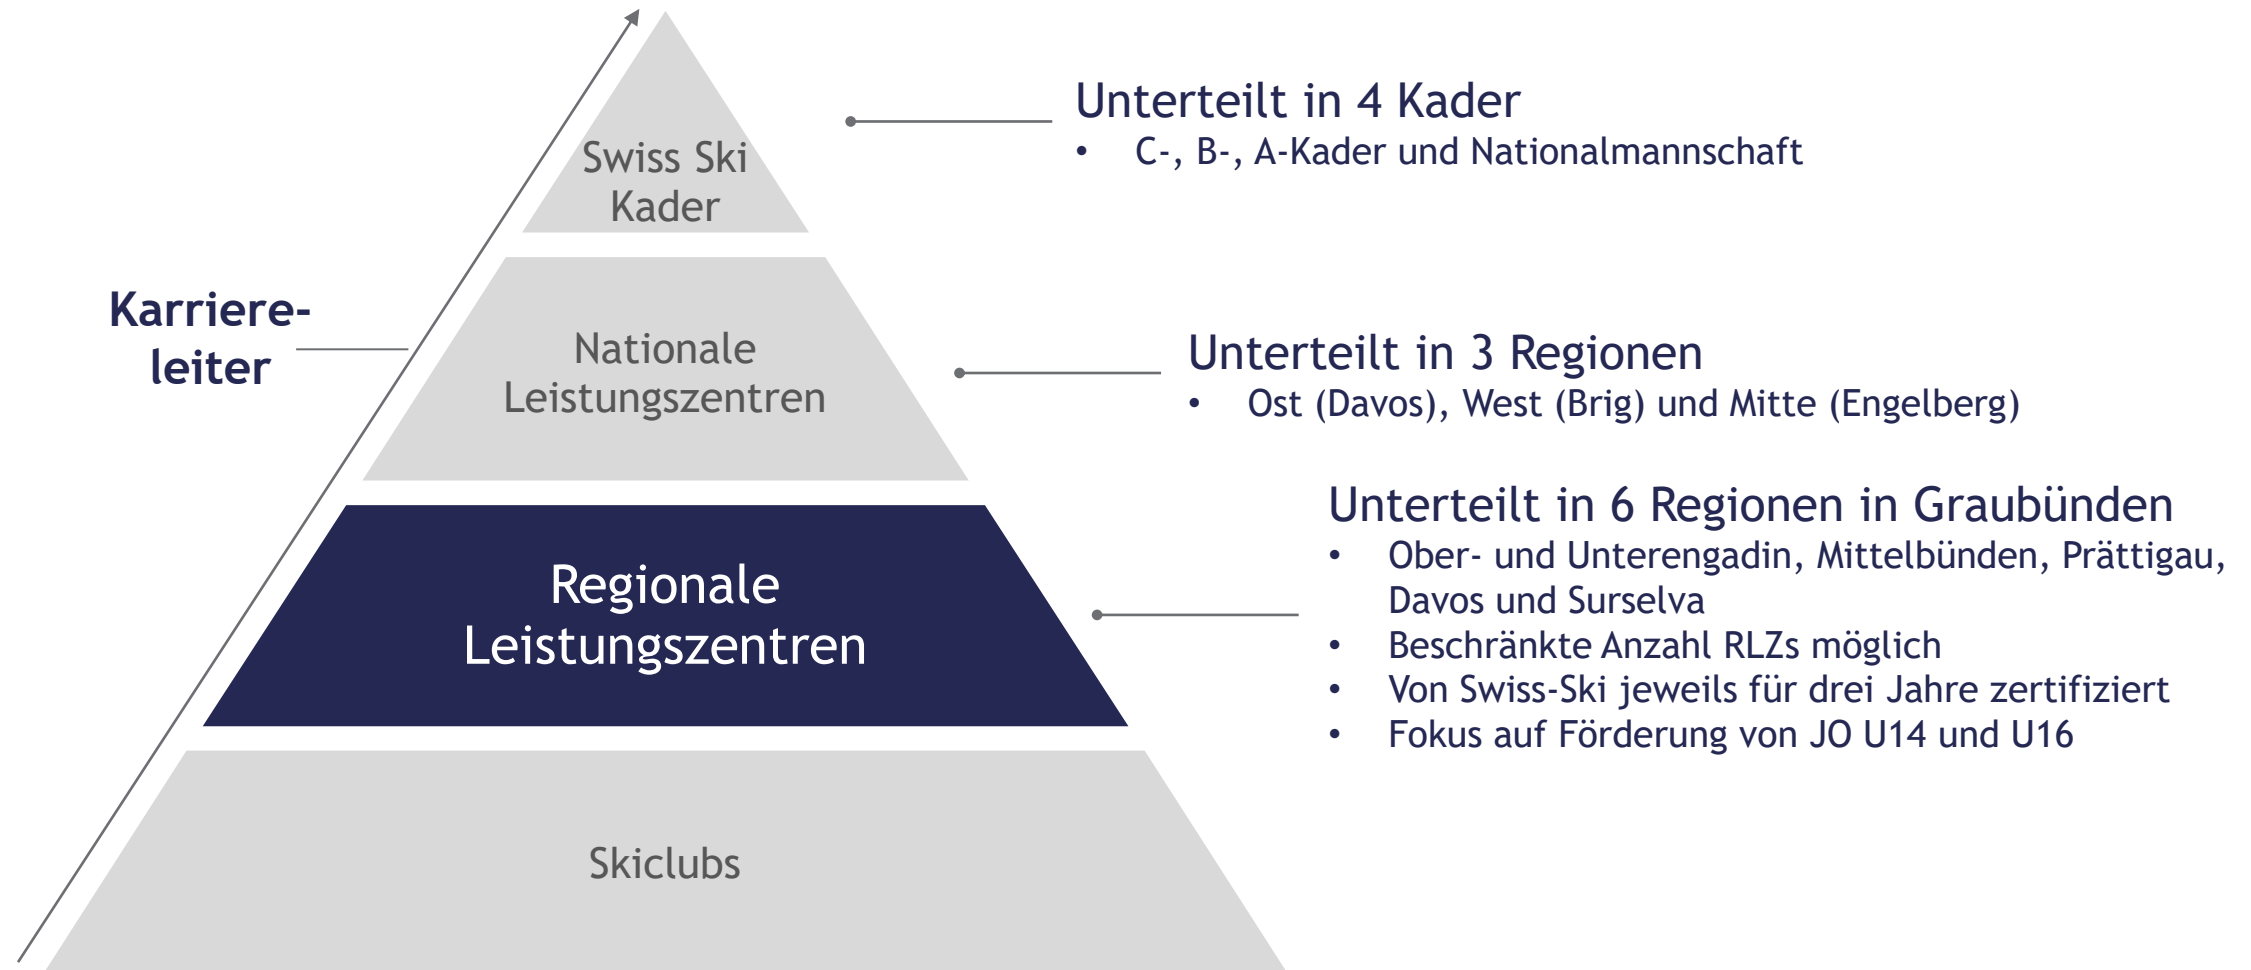 Swiss Ski
Kader
Unterteilt in 4 Kader
• C-, B-, A-Kader und Nationalmannschaft
Karriere-
leiter
Nationale
Leistungszentren
Unterteilt in 3 Regionen
• Ost (Davos), West (Brig) und Mitte (Engelberg)
Regionale
Leistungszentren
Unterteilt in 6 Regionen in Graubünden
• Ober- und Unterengadin, Mittelbünden, Prättigau,
Davos und Surselva
• Beschränkte Anzahl RLZs möglich
• Von Swiss-Ski jeweils für drei Jahre zertifiziert
• Fokus auf Förderung von JO U14 und U16
Skiclubs